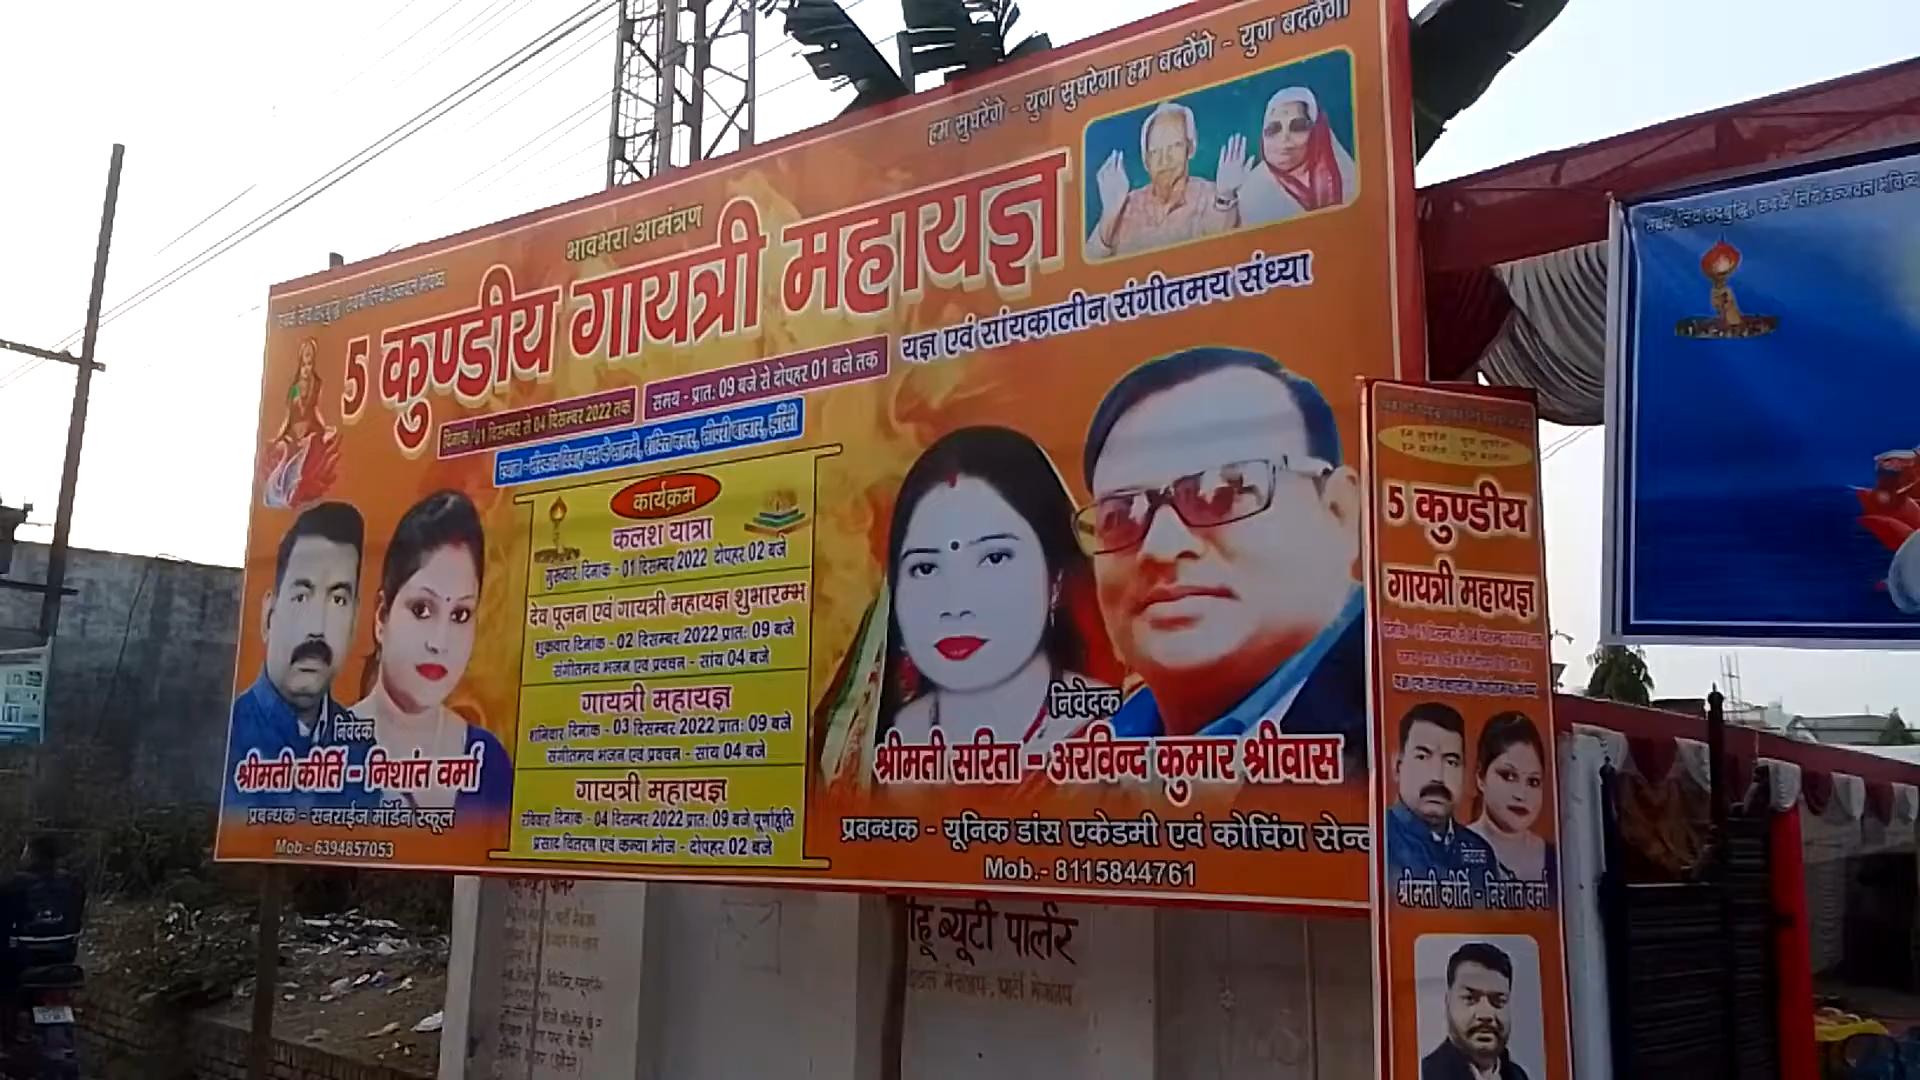 हम सुधरेंगे - युग सुधरेगा हम बदलेंगे - युग बदलेगा
भावभरा आमंत्रण
5 कुण्डीय गायत्री महायज्ञ
दिनाक 01 दिसम्बर से 04 दिसम्बर 2022 तक
समय - प्रात: 09 बजे से दोपहर 01 बजे तक
यज्ञ एवं सांयकालीन संगीतमय संध्या
स्थान - संस्कार विवाह घर के सामने, शक्ति नगर, सीपरी बाजार, झाँसी
कार्यक्रम
कलश यात्रा
गुरूवार दिनाक - 01 दिसम्बर 2022 दोपहर 02 बजे
देव पूजन एवं गायत्री महायज्ञ शुभारम्भ
शुक्रवार दिनाक - 02 दिसम्बर 2022 प्रात: 09 बजे
संगीतमय भजन एवं प्रवचन - सांय 04 बजे
गायत्री महायज्ञ
शनिवार दिनाक - 03 दिसम्बर 2022 प्रात: 09 बजे
संगीतमय भजन एवं प्रवचन - सांय 04 बजे
गायत्री महायज्ञ
रविवार दिनाक - 04 दिसम्बर 2022 प्रात: 09 बजे पूर्णाहूति
प्रसाद वितरण एवं कन्या भोज - दोपहर 02 बजे
निवेदक
श्रीमती कीर्ति - निशांत वर्मा
प्रबन्धक - सनराईज मॉर्डन स्कूल
Mob - 6394857053
निवेदक
श्रीमती सरिता - अरविन्द कुमार श्रीवास
प्रबन्धक - यूनिक डांस एकेडमी एवं कोचिंग सेन्ट
Mob.- 8115844761
5 कुण्डीय
गायत्री महायज्ञ
निवेदक
श्रीमती कीर्ति - निशांत वर्मा
ब्यूटी पार्लर